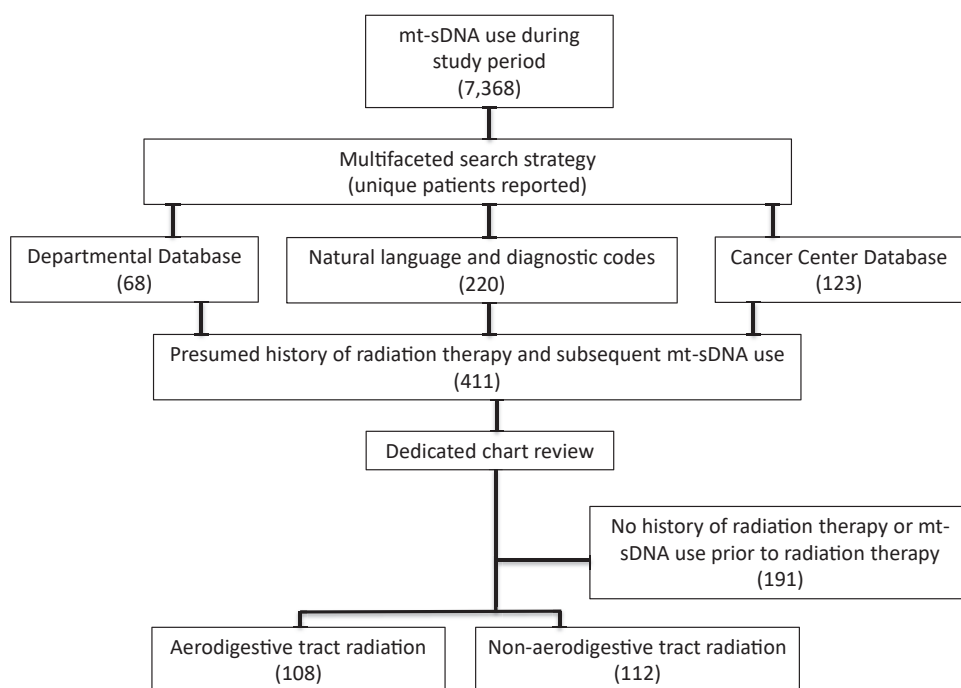 mt-sDNA use during
study period
(7,368)
Multifaceted search strategy
(unique patients reported)
Departmental Database
(68)
Natural language and diagnostic codes
(220)
Cancer Center Database
(123)
Presumed history of radiation therapy and subsequent mt-sDNA use
(411)
Dedicated chart review
No history of radiation therapy or mt-
sDNA use prior to radiation therapy
(191)
Aerodigestive tract radiation
(108)
Non-aerodigestive tract radiation
(112)